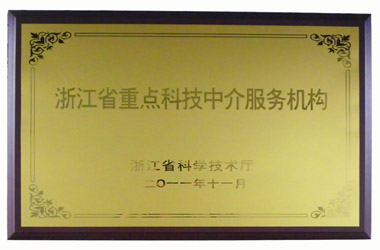 浙江省重点科技中介服务机构
浙江省科学技术厅
二〇一一年十一月